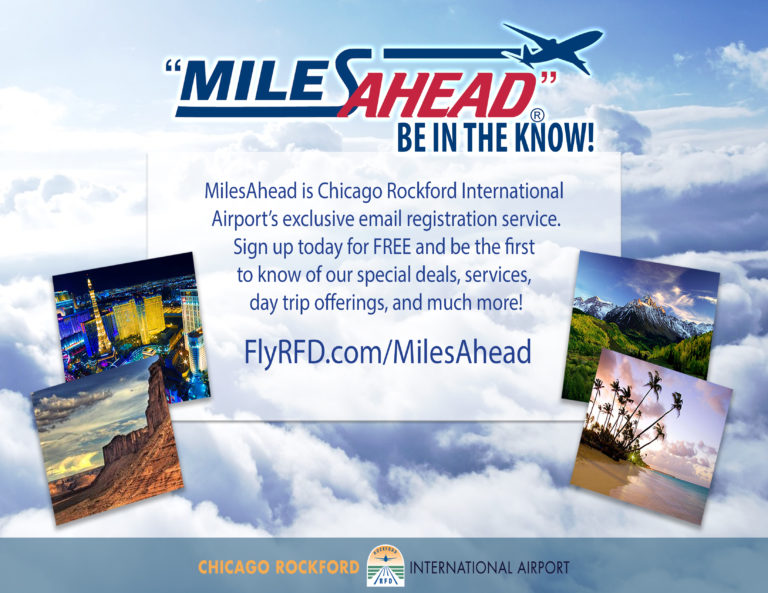 “MILESAHEAD”®
BE IN THE KNOW!
MilesAhead is Chicago Rockford International
Airport’s exclusive email registration service.
Sign up today for FREE and be the first
to know of our special deals, services,
day trip offerings, and much more!
FlyRFD.com/MilesAhead
CHICAGO ROCKFORD
ROCKFORD
RFD
INTERNATIONAL AIRPORT